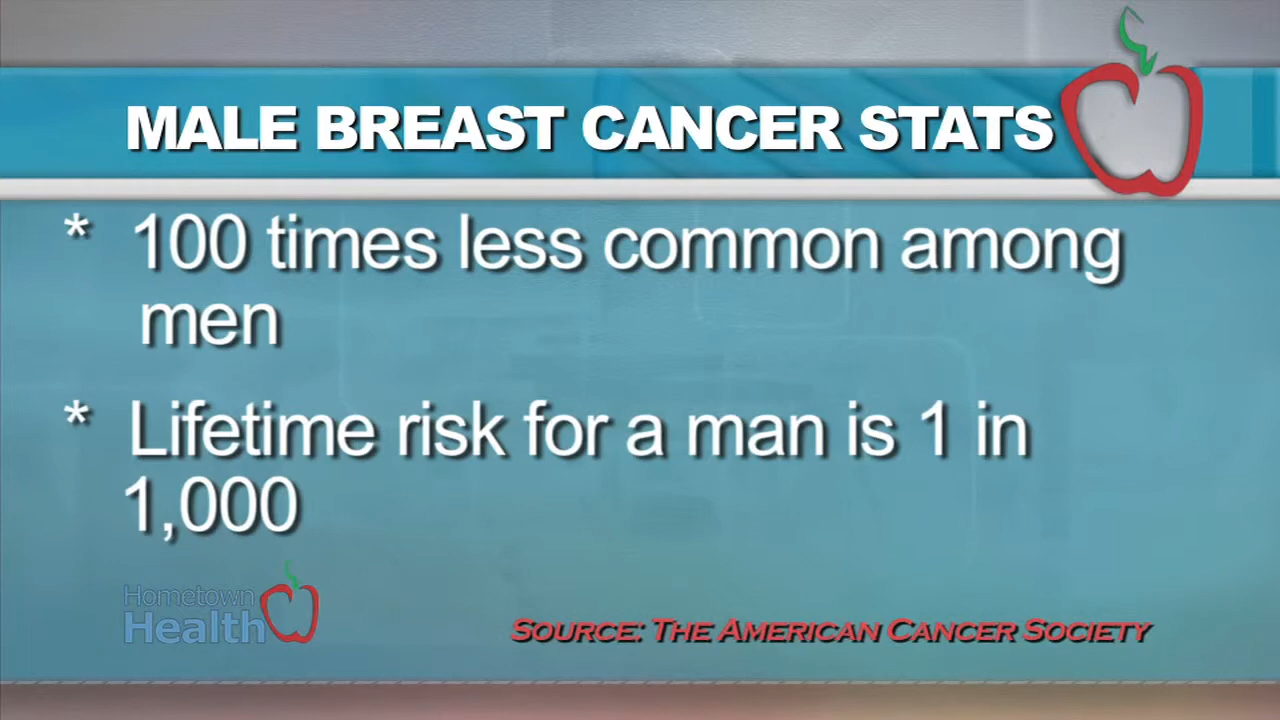 MALE BREAST CANCER STATS
* 100 times less common among
men
* Lifetime risk for a man is 1 in
1,000
Hometown
Health
SOURCE: THE AMERICAN CANCER SOCIETY